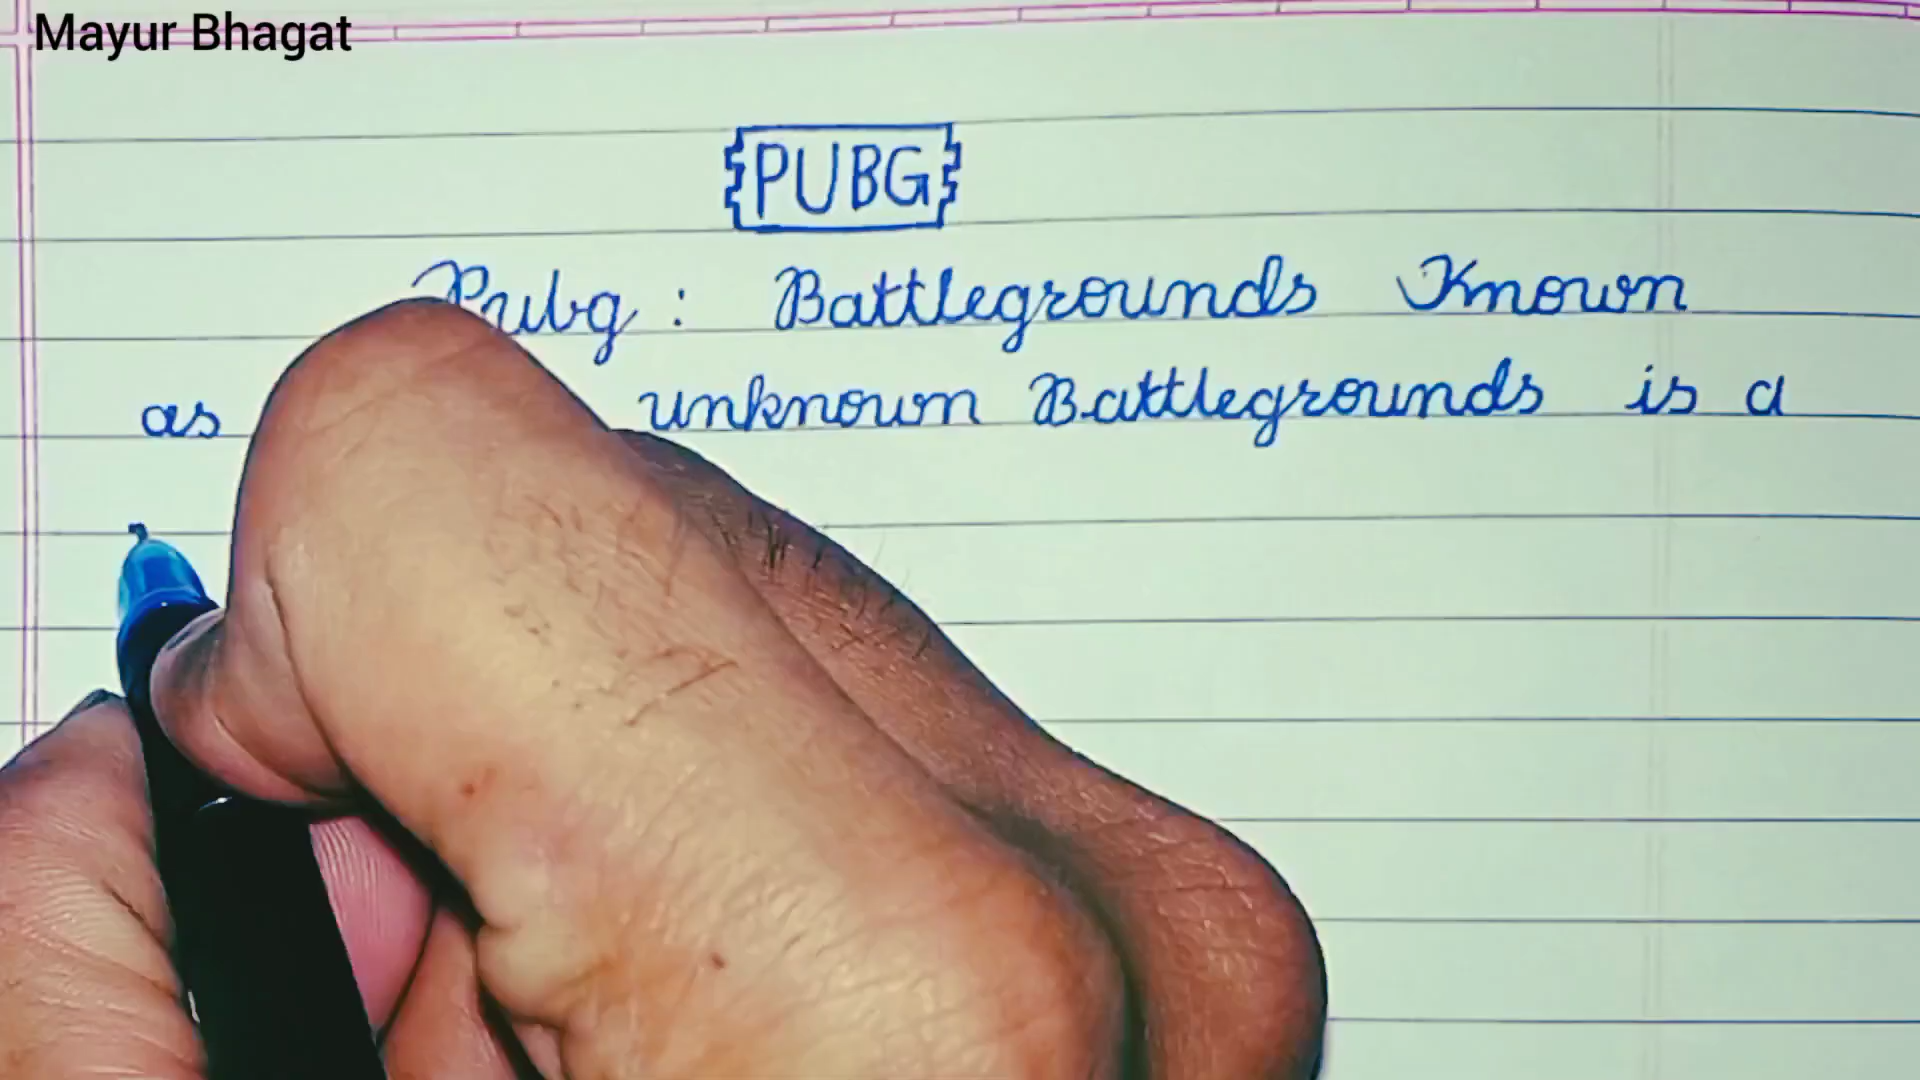 Mayur Bhagat
PUBG
Pubg : Battlegrounds Known
as unknown Battlegrounds is a